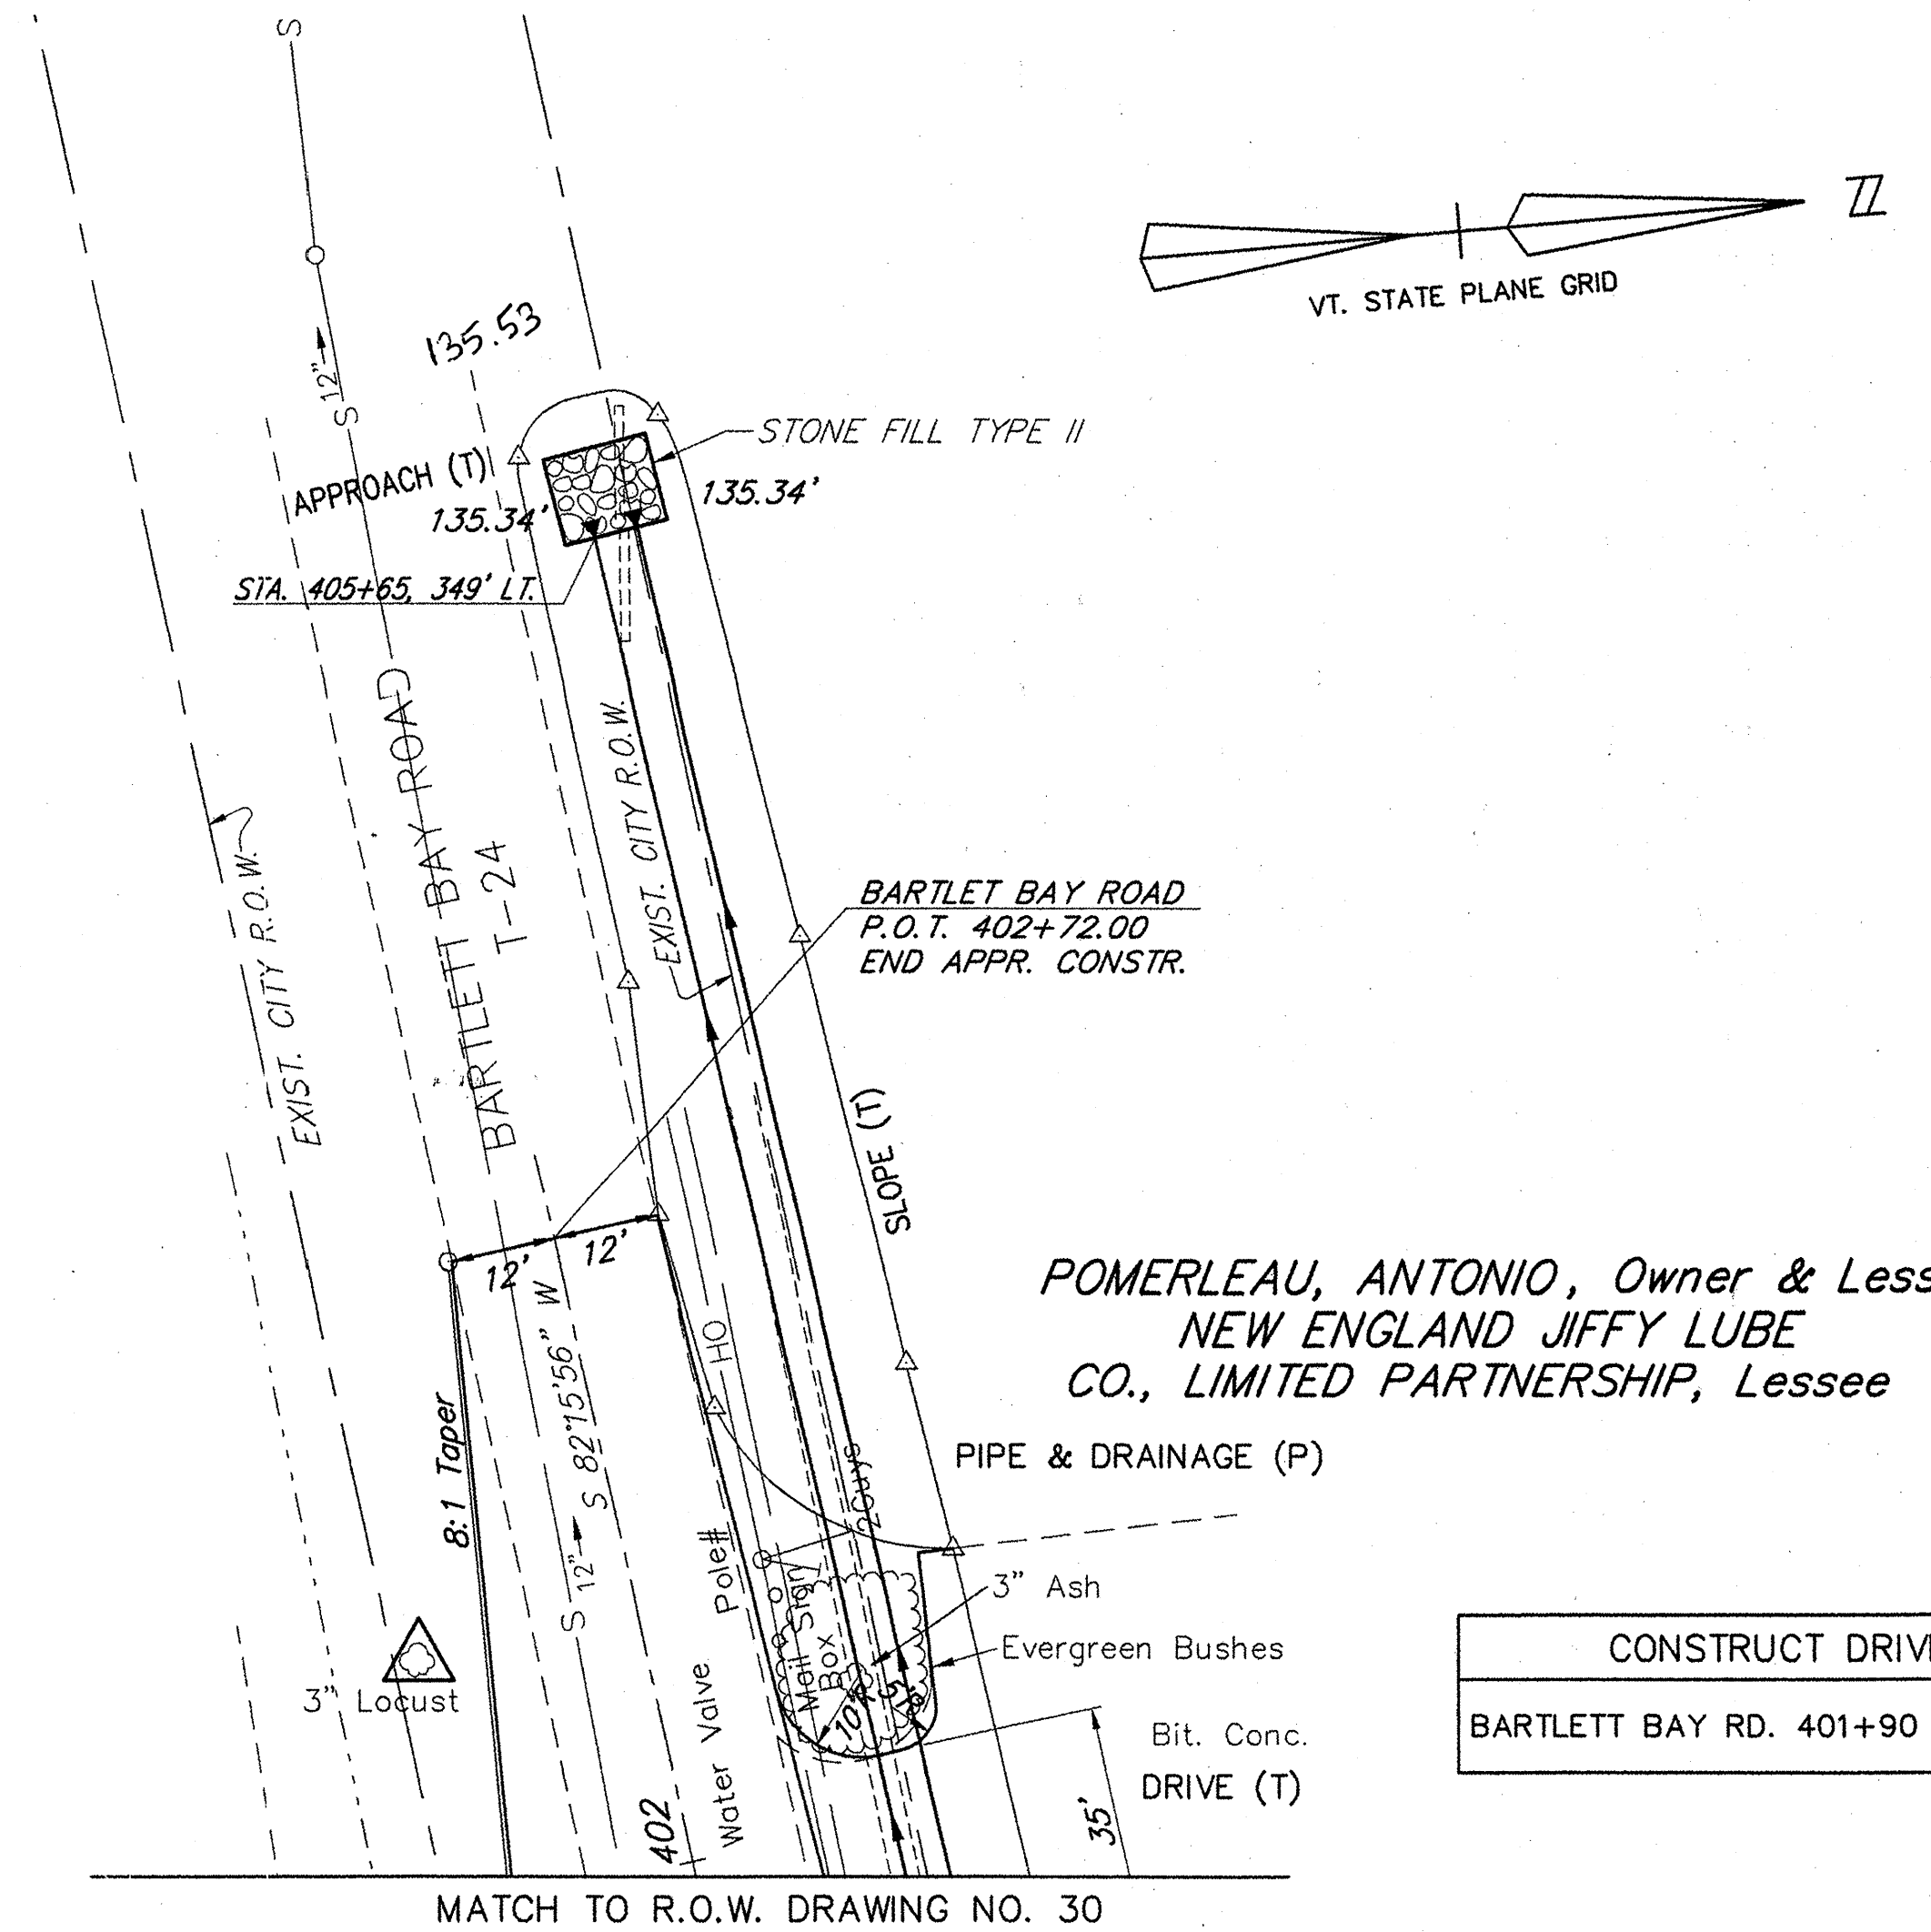 S
N
VT. STATE PLANE GRID
135.53
12"
S
STONE FILL TYPE II
APPROACH (T)
135.34'
135.34'
STA. 405+65, 349' LT.
BARTLETT BAY ROAD
T-24
EXIST. CITY R.O.W.
EXIST. CITY R.O.W.
BARTLET BAY ROAD
P.O.T. 402+72.00
END APPR. CONSTR.
SLOPE (T)
12'
12'
POMERLEAU, ANTONIO, Owner & Less
NEW ENGLAND JIFFY LUBE
CO., LIMITED PARTNERSHIP, Lessee
OH
8:1 Taper
S 82°15'56" W
S 12"
PIPE & DRAINAGE (P)
2Guys
Pole#
Sign
Mail
Box
3" Ash
Evergreen Bushes
3" Locust
10'R
5'R
Water Valve
402
Bit. Conc.
DRIVE (T)
35'
CONSTRUCT DRIV
BARTLETT BAY RD. 401+90
MATCH TO R.O.W. DRAWING NO. 30